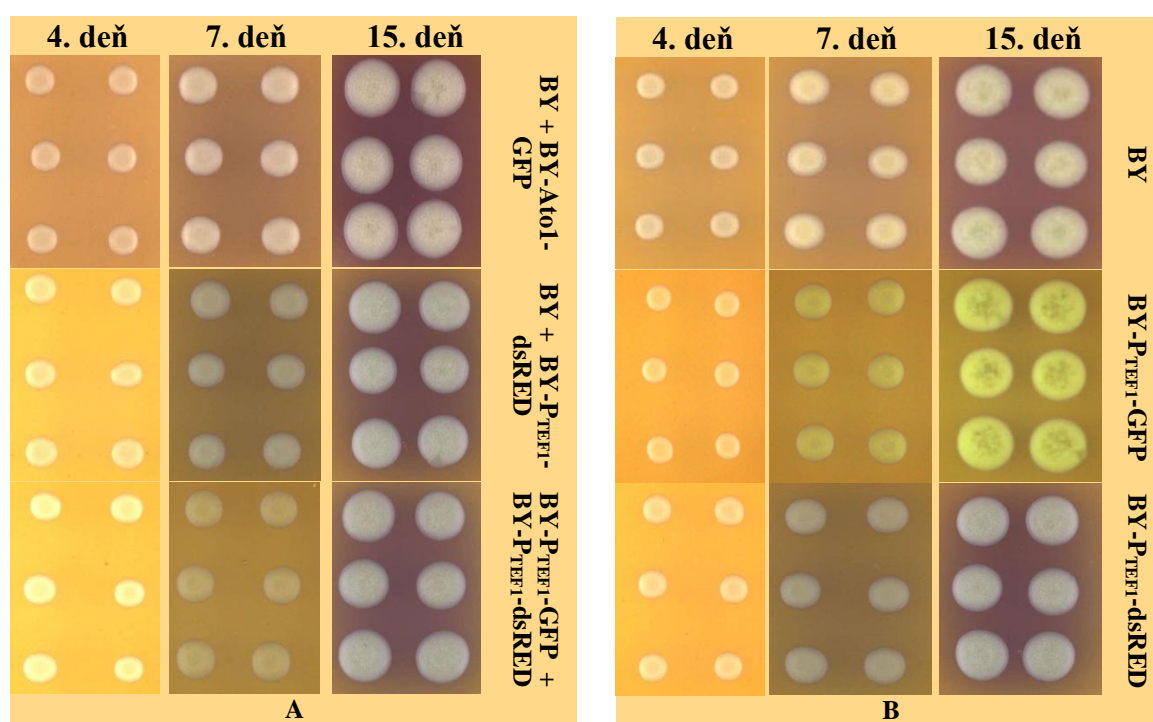 4. deň 7. deň 15. deň
BY + BY-Ato1-
GFP
BY + BY-PTEF1-
dsRED
BY-PTEF1-GFP +
BY-PTEF1-dsRED
A
4. deň 7. deň 15. deň
BY
BY-PTEF1-GFP
BY-PTEF1-dsRED
B